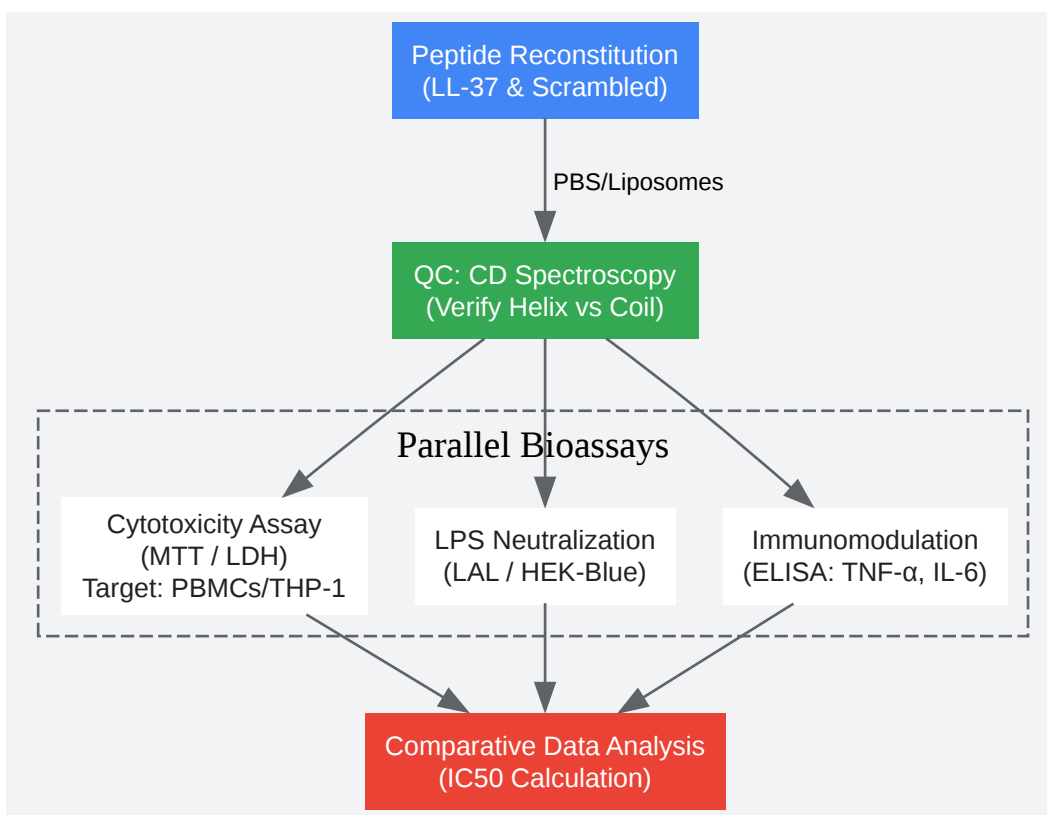 Peptide Reconstitution
(LL-37 & Scrambled)
PBS/Liposomes
QC: CD Spectroscopy
(Verify Helix vs Coil)
Parallel Bioassays
Cytotoxicity Assay
(MTT / LDH)
Target: PBMCs/THP-1
LPS Neutralization
(LAL / HEK-Blue)
Immunomodulation
(ELISA: TNF-α, IL-6)
Comparative Data Analysis
(IC50 Calculation)